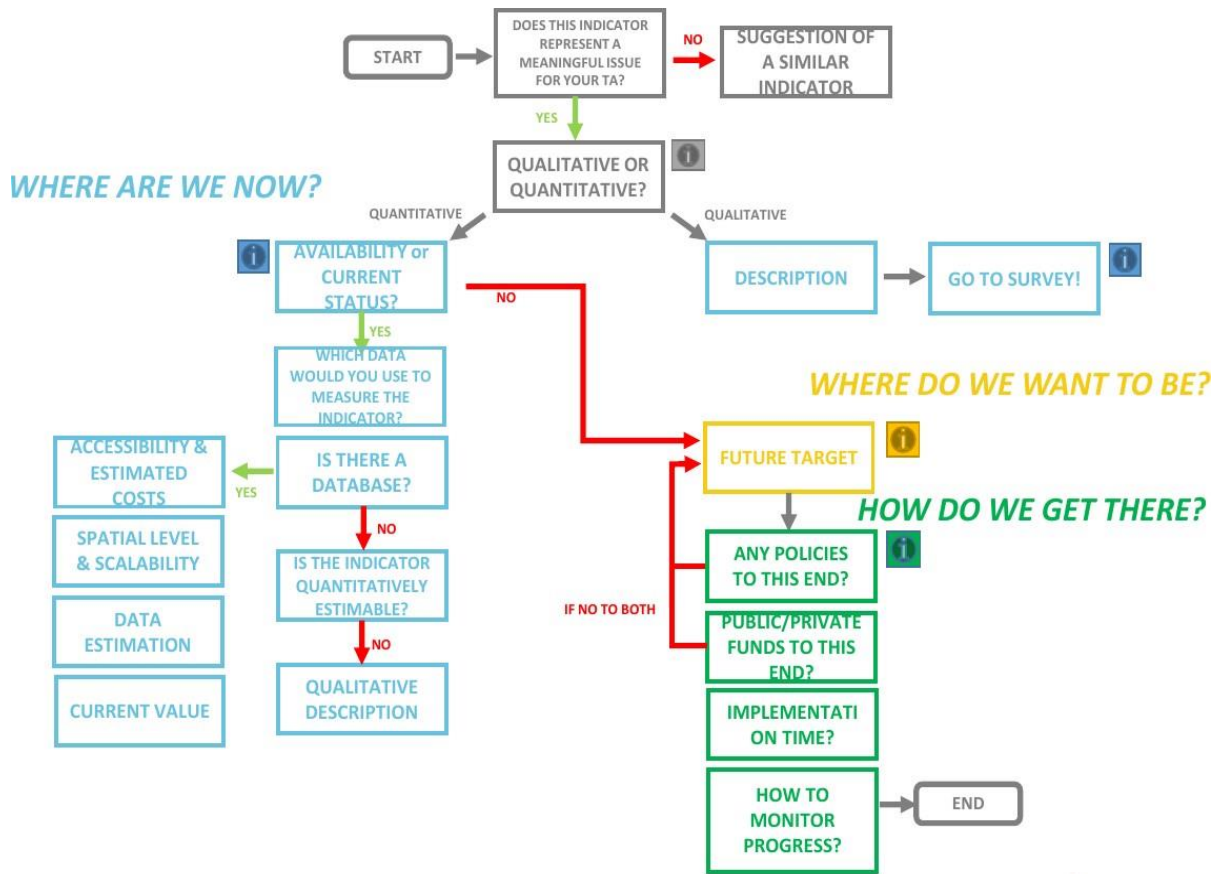 START
DOES THIS INDICATOR
REPRESENT A
MEANINGFUL ISSUE
FOR YOUR TA?
NO
SUGGESTION OF
A SIMILAR
INDICATOR
YES
QUALITATIVE OR
QUANTITATIVE?
i
WHERE ARE WE NOW?
QUANTITATIVE
QUALITATIVE
i
AVAILABILITY or
CURRENT
STATUS?
NO
DESCRIPTION
GO TO SURVEY!
i
YES
WHICH DATA
WOULD YOU USE TO
MEASURE THE
INDICATOR?
WHERE DO WE WANT TO BE?
ACCESSIBILITY &
ESTIMATED
COSTS
YES
IS THERE A
DATABASE?
FUTURE TARGET
i
NO
HOW DO WE GET THERE?
SPATIAL LEVEL
& SCALABILITY
IS THE INDICATOR
QUANTITATIVELY
ESTIMABLE?
ANY POLICIES
TO THIS END?
i
IF NO TO BOTH
DATA
ESTIMATION
NO
PUBLIC/PRIVATE
FUNDS TO THIS
END?
CURRENT VALUE
QUALITATIVE
DESCRIPTION
IMPLEMENTATI
ON TIME?
HOW TO
MONITOR
PROGRESS?
END